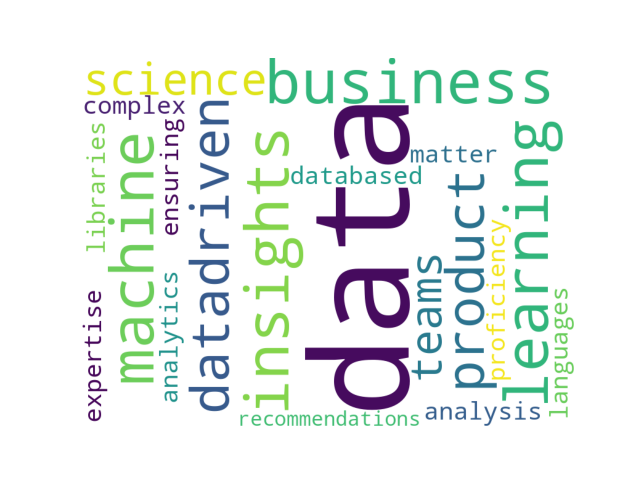 science
business
complex
libraries
machine
ensuring
datadriven
insights
data
databased
matter
learning
product
teams
proficiency
expertise
analytics
languages
recommendations
analysis